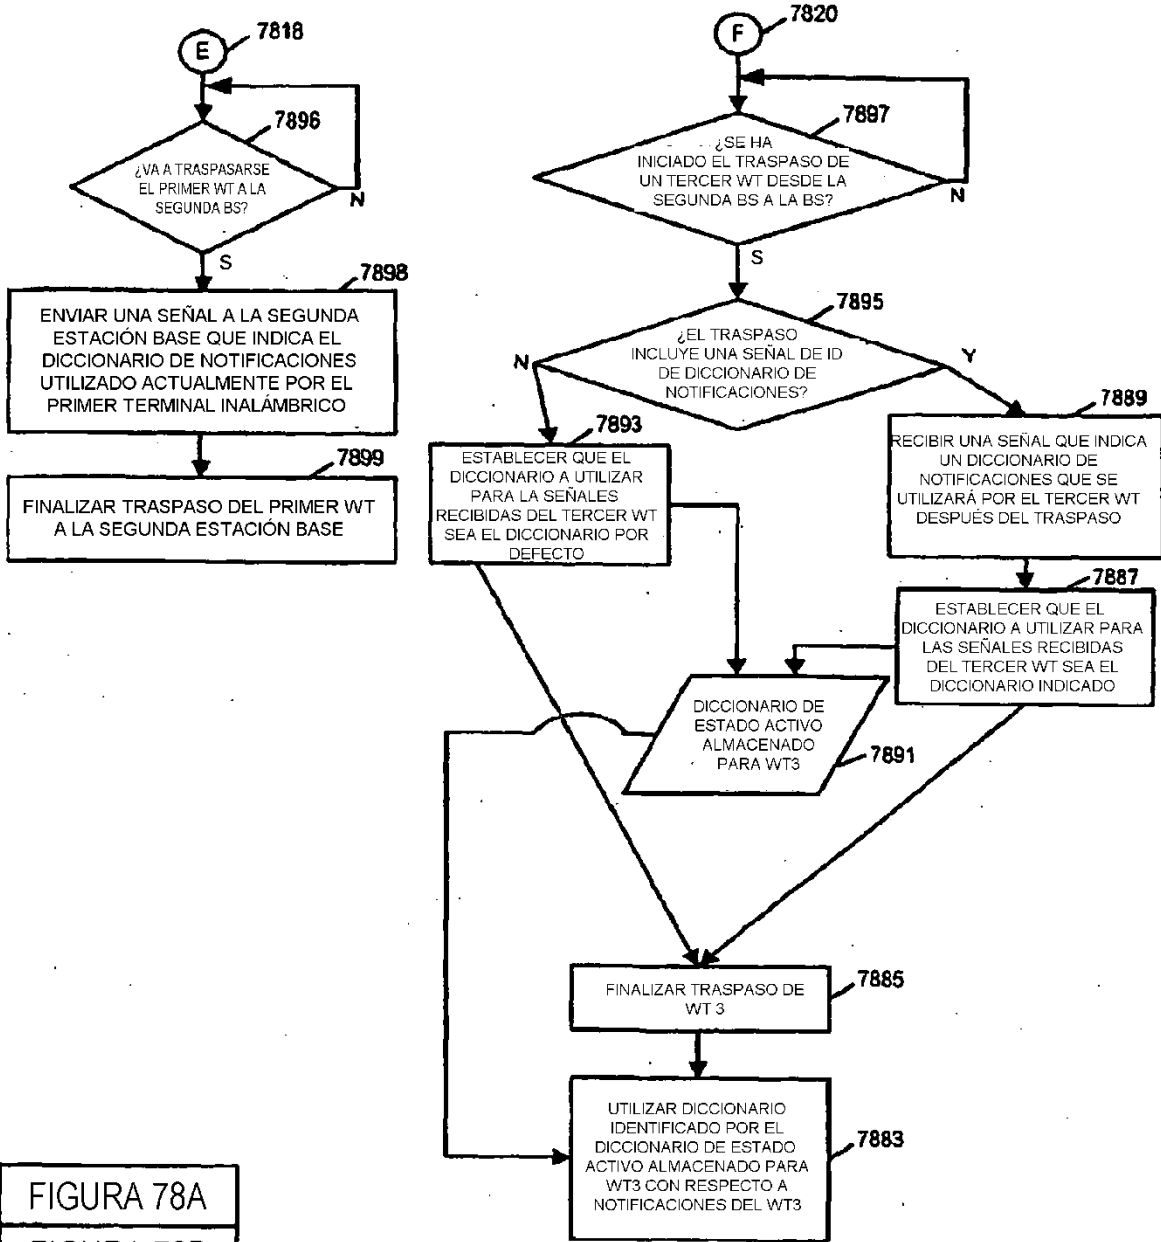 E
7818
7896
¿VA A TRASPASARSE
EL PRIMER WT A LA
SEGUNDA BS?
N
S
7898
ENVIAR UNA SEÑAL A LA SEGUNDA
ESTACIÓN BASE QUE INDICA EL
DICCIONARIO DE NOTIFICACIONES
UTILIZADO ACTUALMENTE POR EL
PRIMER TERMINAL INALÁMBRICO
7899
FINALIZAR TRASPASO DEL PRIMER WT
A LA SEGUNDA ESTACIÓN BASE
F
7820
7897
¿SE HA
INICIADO EL TRASPASO DE
UN TERCER WT DESDE LA
SEGUNDA BS A LA BS?
N
S
7895
¿EL TRASPASO
INCLUYE UNA SEÑAL DE ID
DE DICCIONARIO DE
NOTIFICACIONES?
N
Y
7893
ESTABLECER QUE EL
DICCIONARIO A UTILIZAR
PARA LA SEÑALES
RECIBIDAS DEL TERCER WT
SEA EL DICCIONARIO POR
DEFECTO
7889
RECIBIR UNA SEÑAL QUE INDICA
UN DICCIONARIO DE
NOTIFICACIONES QUE SE
UTILIZARÁ POR EL TERCER WT
DESPUÉS DEL TRASPASO
7887
ESTABLECER QUE EL
DICCIONARIO A UTILIZAR PARA
LAS SEÑALES RECIBIDAS
DEL TERCER WT SEA EL
DICCIONARIO INDICADO
DICCIONARIO DE
ESTADO ACTIVO
ALMACENADO
PARA WT3
7891
FINALIZAR TRASPASO DE
WT 3
7885
UTILIZAR DICCIONARIO
IDENTIFICADO POR EL
DICCIONARIO DE ESTADO
ACTIVO ALMACENADO PARA
WT3 CON RESPECTO A
NOTIFICACIONES DEL WT3
7883
FIGURA 78A